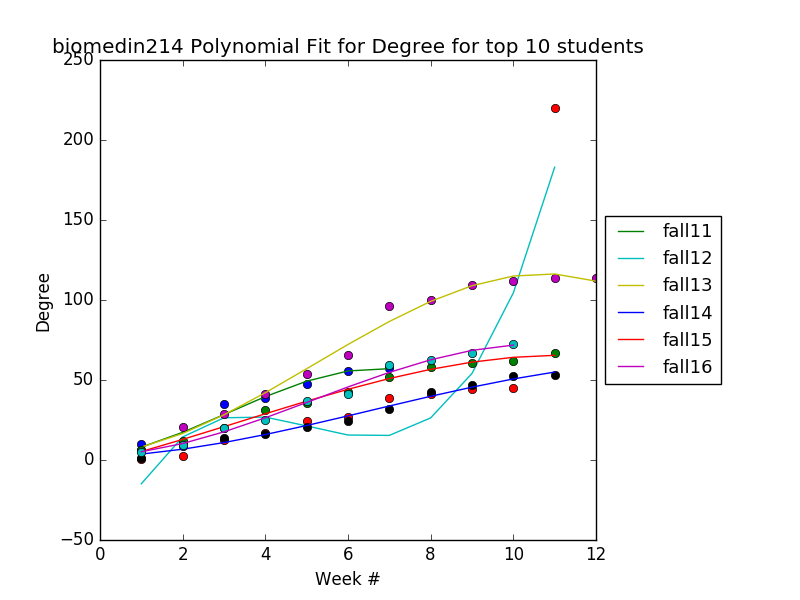 biomedin214 Polynomial Fit for Degree for top 10 students
250
200
150
100
50
0
−50
Degree
0 2 4 6 8 10 12
Week #
fall11
fall12
fall13
fall14
fall15
fall16